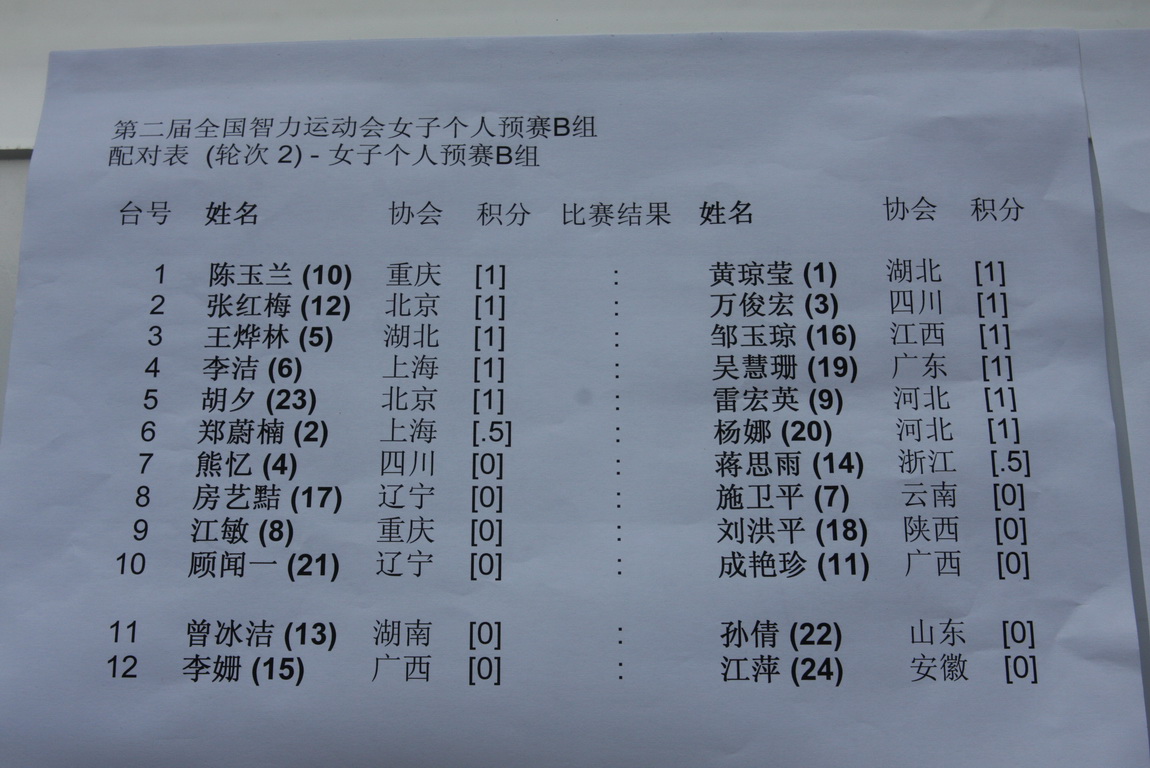 第二届全国智力运动会女子个人预赛B组
配对表 (轮次 2) - 女子个人预赛B组
台号 姓名 协会 积分 比赛结果 姓名 协会 积分
1 陈玉兰 (10) 重庆 [1] : 黄琼莹 (1) 湖北 [1]
2 张红梅 (12) 北京 [1] : 万俊宏 (3) 四川 [1]
3 王烨林 (5) 湖北 [1] : 邹玉琼 (16) 江西 [1]
4 李洁 (6) 上海 [1] : 吴慧珊 (19) 广东 [1]
5 胡夕 (23) 北京 [1] : 雷宏英 (9) 河北 [1]
6 郑蔚楠 (2) 上海 [.5] : 杨娜 (20) 河北 [1]
7 熊忆 (4) 四川 [0] : 蒋思雨 (14) 浙江 [.5]
8 房艺黠 (17) 辽宁 [0] : 施卫平 (7) 云南 [0]
9 江敏 (8) 重庆 [0] : 刘洪平 (18) 陕西 [0]
10 顾闻一 (21) 辽宁 [0] : 成艳珍 (11) 广西 [0]
11 曾冰洁 (13) 湖南 [0] : 孙倩 (22) 山东 [0]
12 李姗 (15) 广西 [0] : 江萍 (24) 安徽 [0]